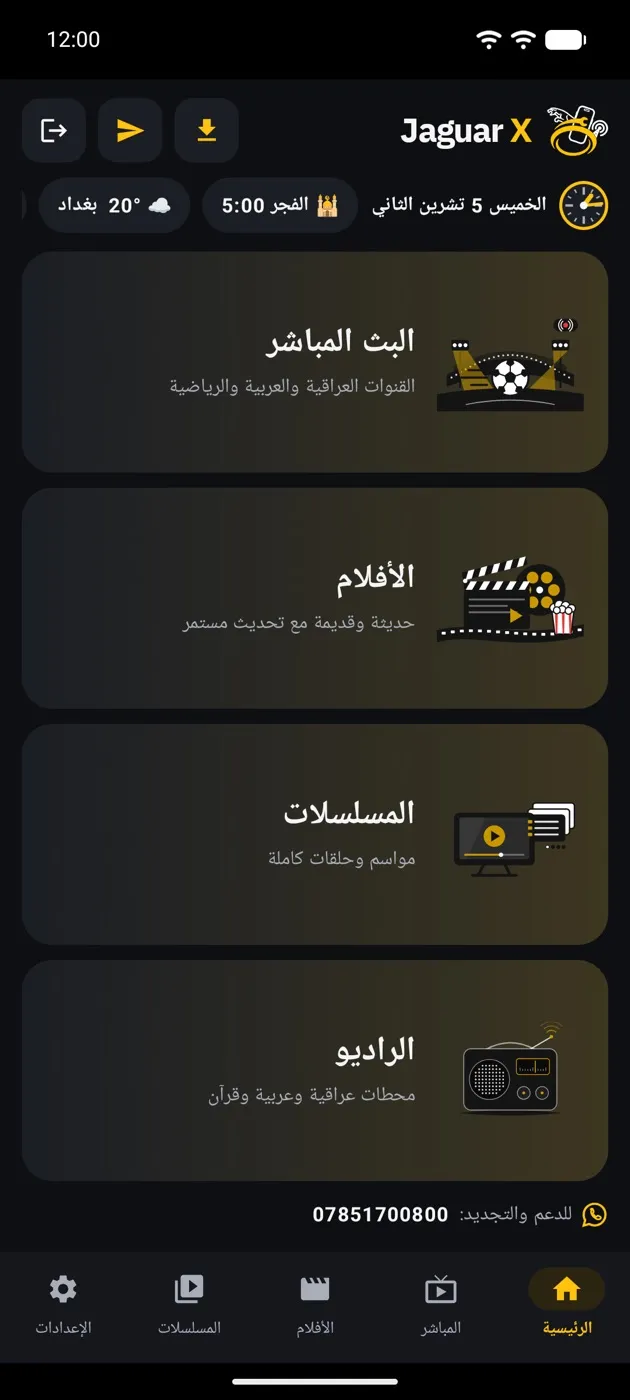 12:00
Jaguar X
الخميس 5 تشرين الثاني
الفجر 5:00
20° بغداد
البث المباشر
القنوات العراقية والعربية والرياضية
الأفلام
حديثة وقديمة مع تحديث مستمر
المسلسلات
مواسم وحلقات كاملة
الراديو
محطات عراقية وعربية وقرآن
للدعم والتجديد: 07851700800
الرئيسية
المباشر
الأفلام
المسلسلات
الإعدادات